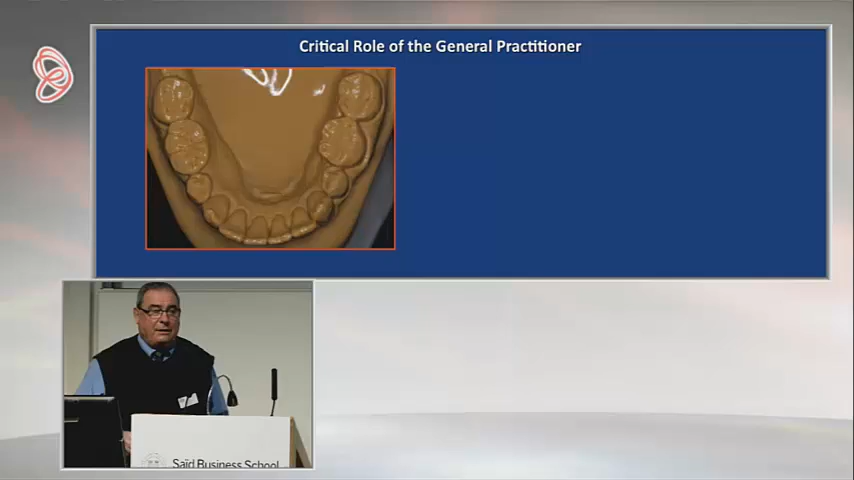 Critical Role of the General Practitioner
Saïd Business School